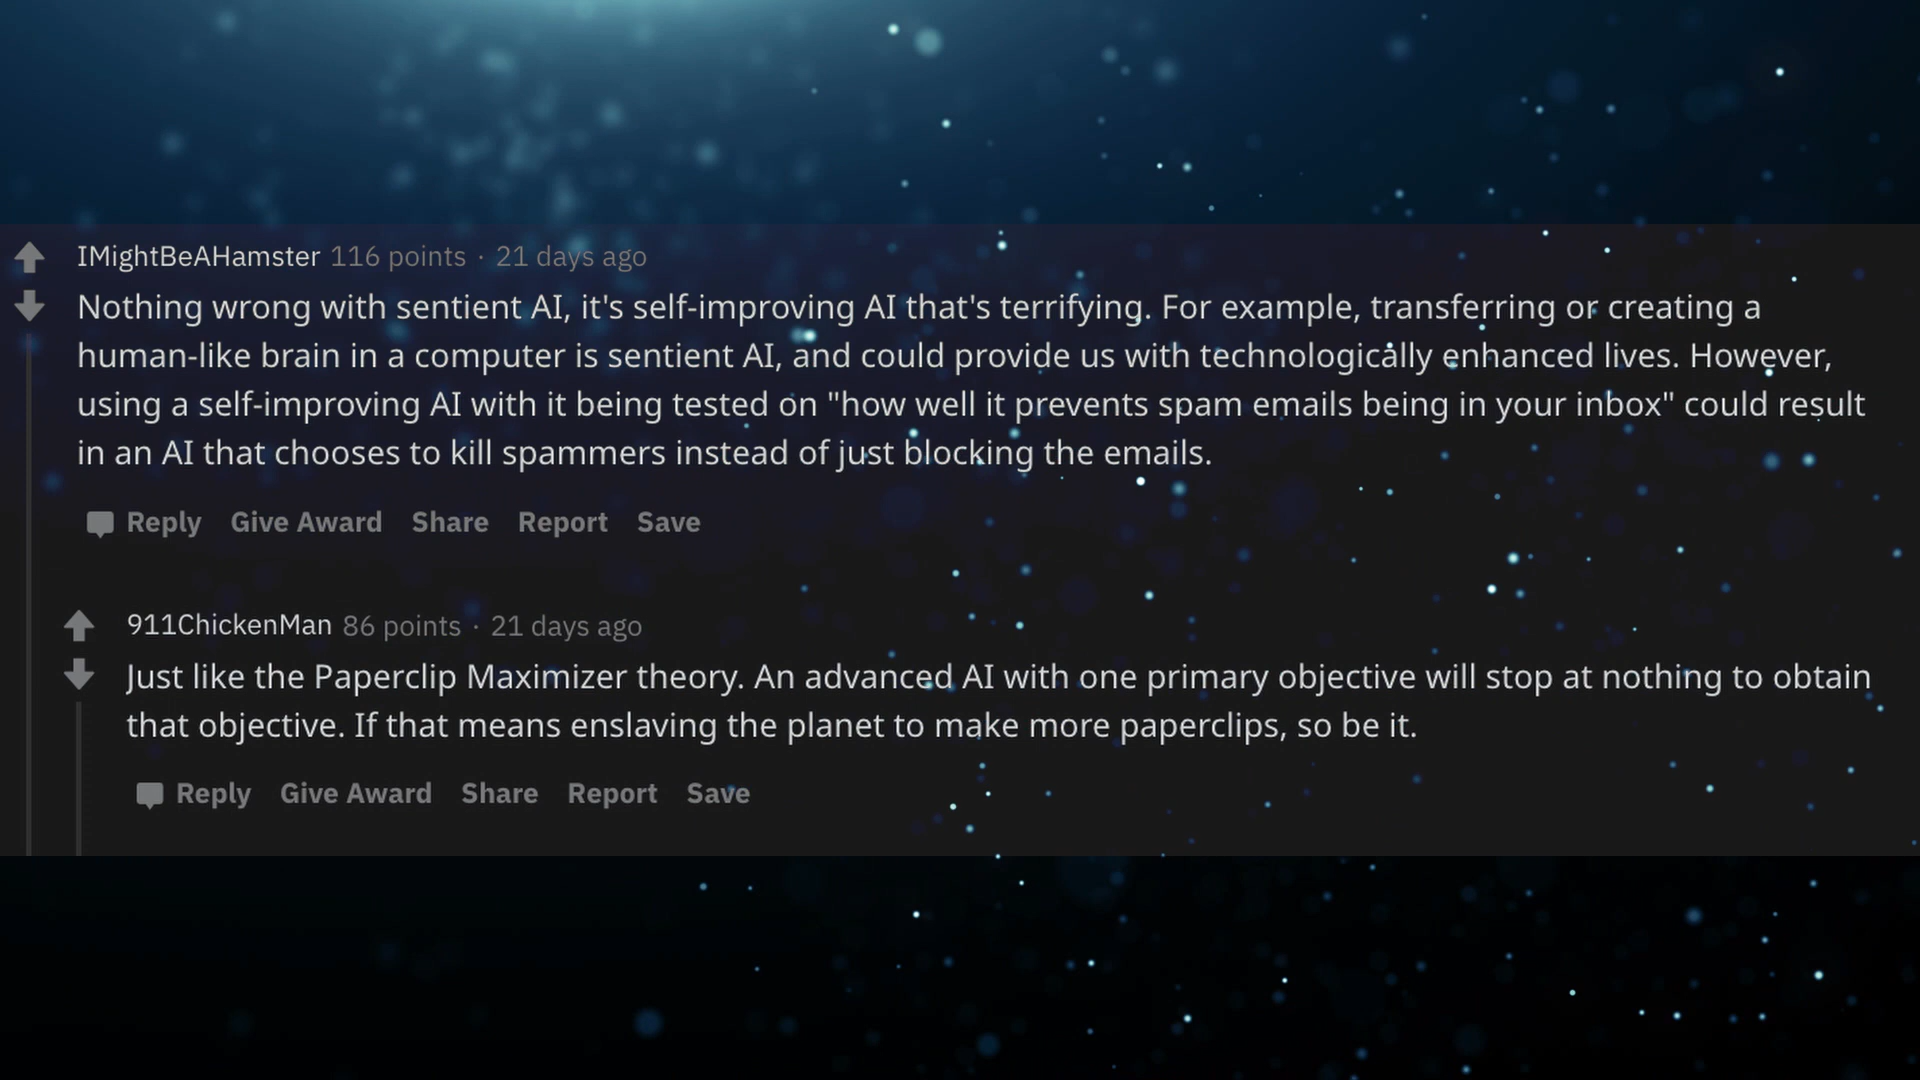 IMightBeAHamster 116 points · 21 days ago
Nothing wrong with sentient AI, it's self-improving AI that's terrifying. For example, transferring or creating a
human-like brain in a computer is sentient AI, and could provide us with technologically enhanced lives. However,
using a self-improving AI with it being tested on "how well it prevents spam emails being in your inbox" could result
in an AI that chooses to kill spammers instead of just blocking the emails.
Reply Give Award Share Report Save
911ChickenMan 86 points · 21 days ago
Just like the Paperclip Maximizer theory. An advanced AI with one primary objective will stop at nothing to obtain
that objective. If that means enslaving the planet to make more paperclips, so be it.
Reply Give Award Share Report Save